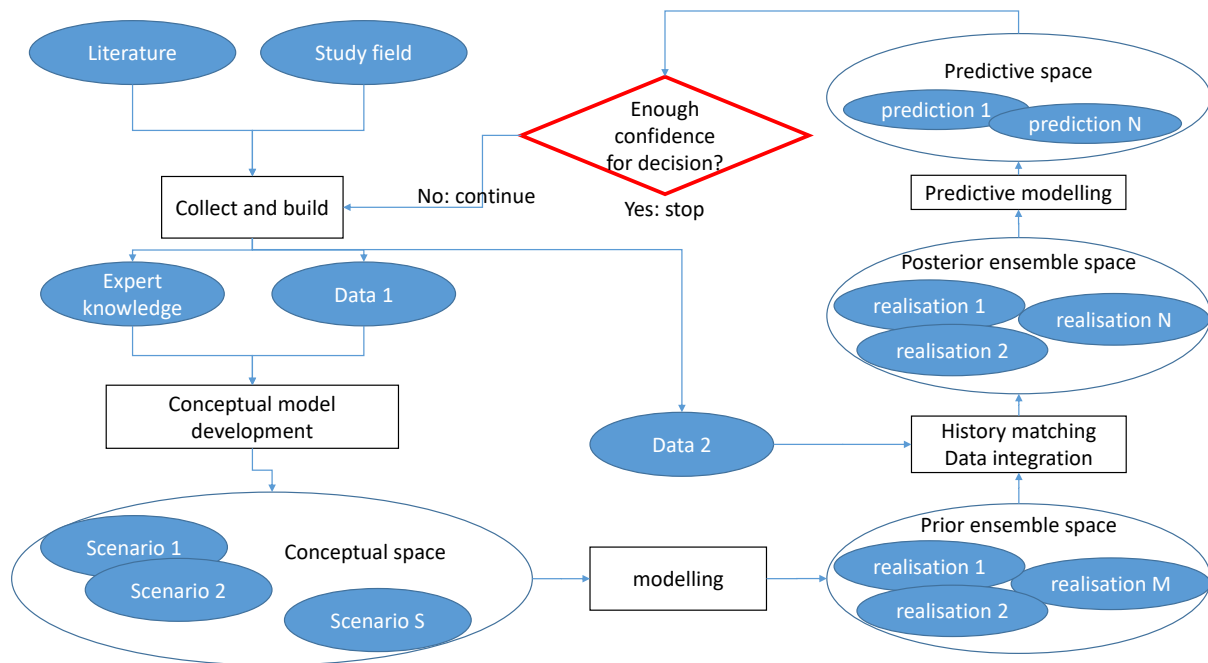 Literature
Study field
Predictive space
prediction 1
prediction N
Enough
confidence
for decision?
No: continue
Yes: stop
Collect and build
Predictive modelling
Expert
knowledge
Data 1
Posterior ensemble space
realisation 1
realisation N
realisation 2
Conceptual model
development
Data 2
History matching
Data integration
Scenario 1
Scenario 2
Conceptual space
Scenario S
modelling
Prior ensemble space
realisation 1
realisation M
realisation 2